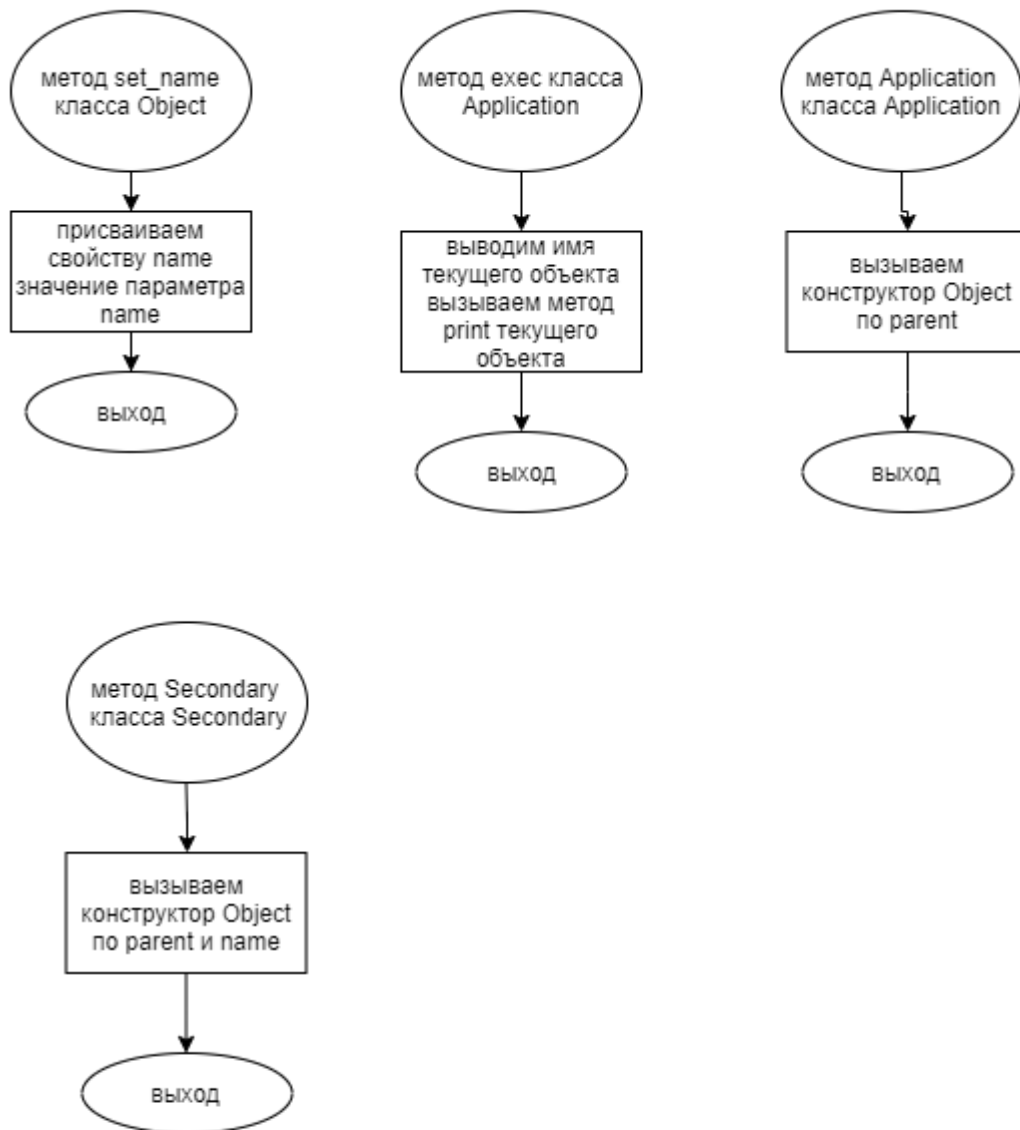 метод set_name
класса Object
присваиваем
свойству name
значение параметра
name
выход
метод exec класса
Application
выводим имя
текущего объекта
вызываем метод
print текущего
объекта
выход
метод Application
класса Application
вызываем
конструктор Object
по parent
выход
метод Secondary
класса Secondary
вызываем
конструктор Object
по parent и name
выход